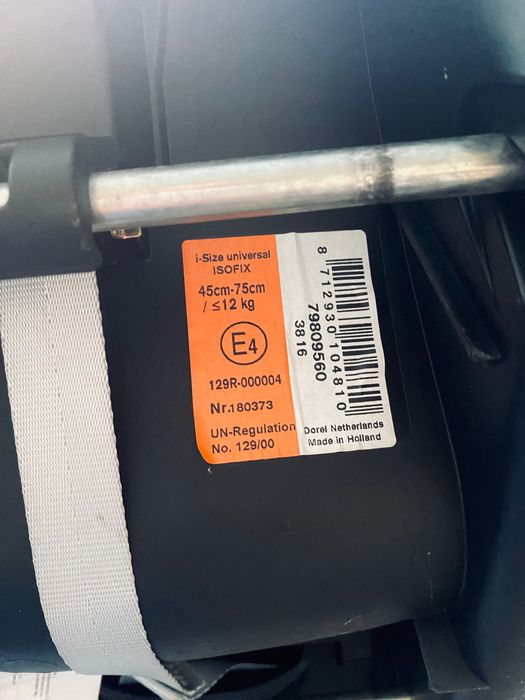 i-Size universal
ISOFIX
45cm-75cm
/ ≤12 kg
E4
129R-000004
Nr.180373
UN-Regulation
No. 129/00
8 712930 104810
79809560
3816
Dorel Netherlands
Made in Holland